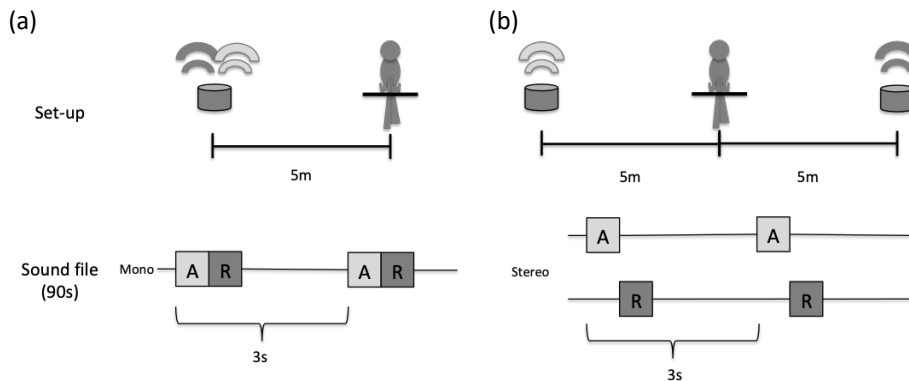 (a)
(b)
Set-up
5m
5m
5m
Sound file
(90s)
Mono
A R
A R
3s
Stereo
A
A
R
R
3s